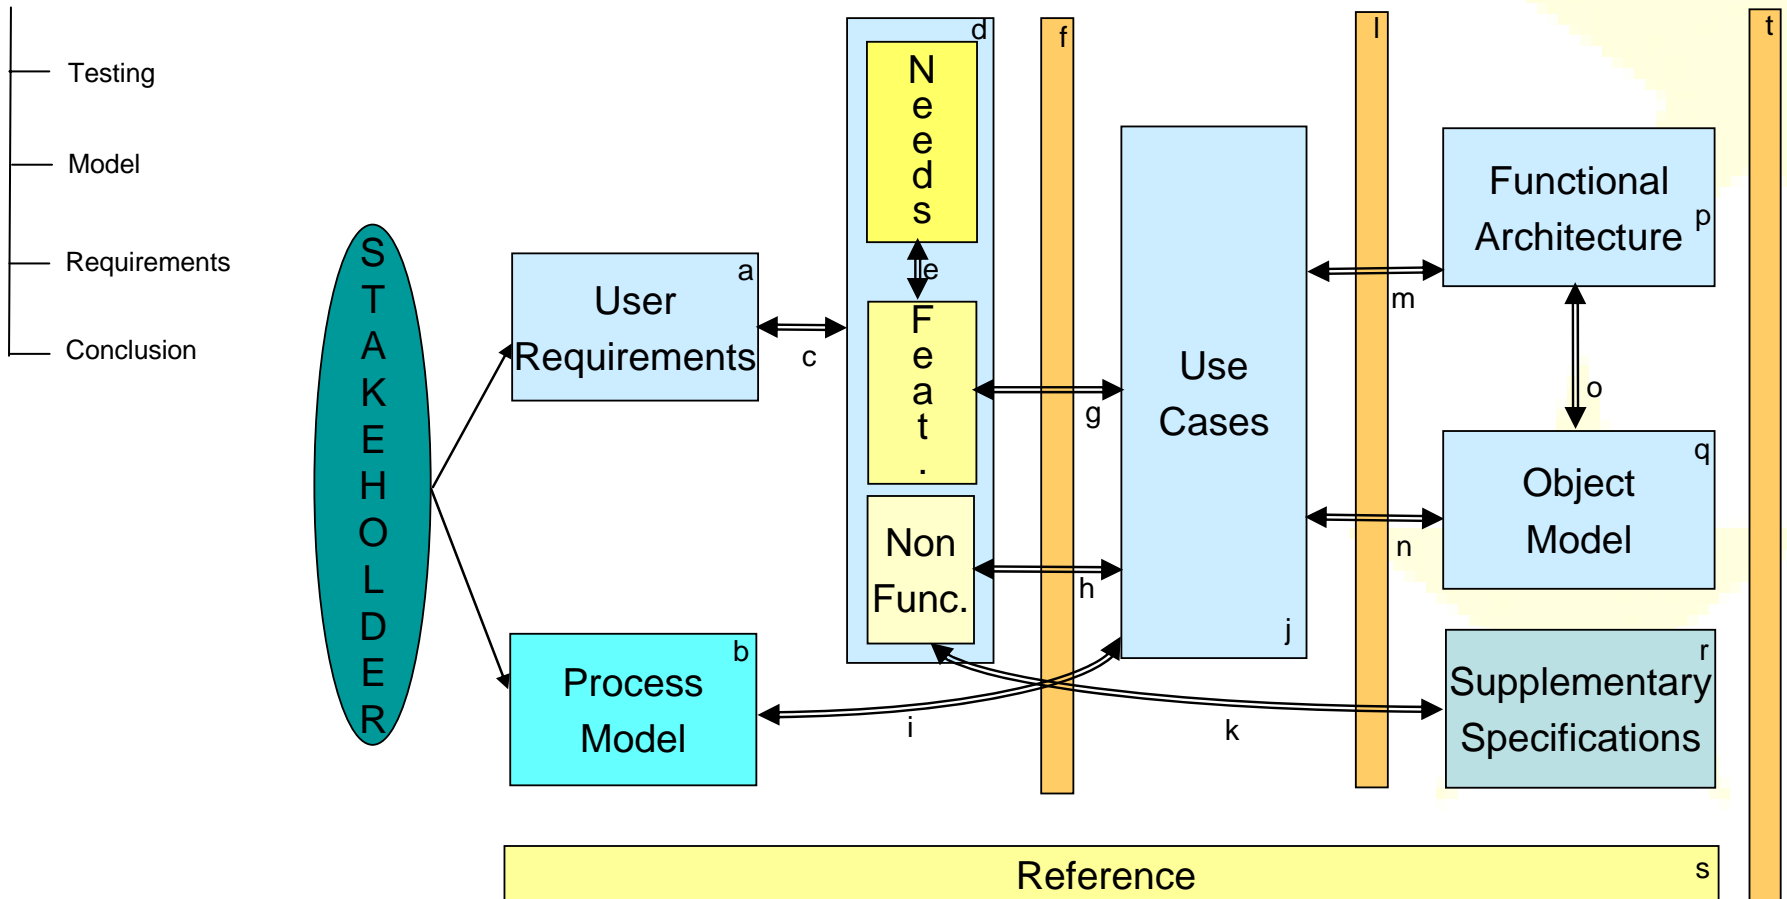 Testing
Model
Requirements
Conclusion
S
T
A
K
E
H
O
L
D
E
R
a
User
Requirements
b
Process
Model
c
d
N
e
e
d
s
e
F
e
a
t
.
Non
Func.
f
g
h
i
k
Use
Cases
j
l
m
n
Functional
Architecture
p
o
q
Object
Model
r
Supplementary
Specifications
Reference
s
t